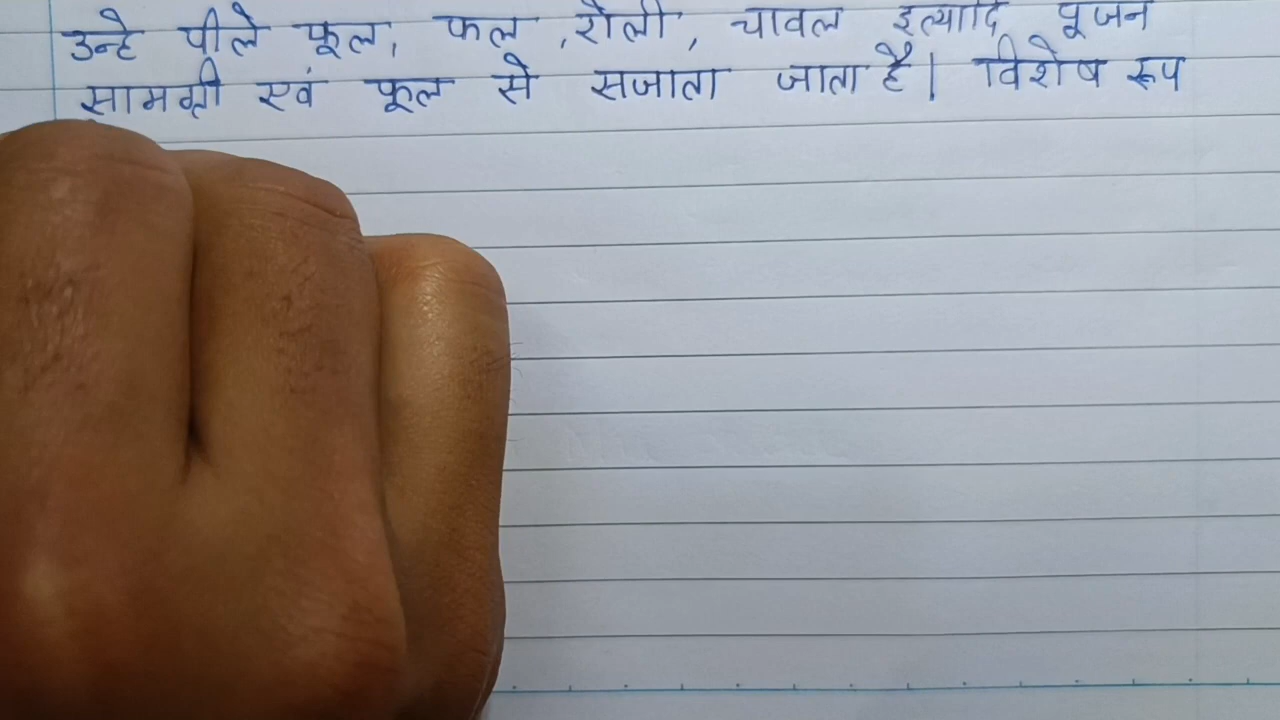 उन्हे पीले फूल, फल ,रोली, चावल इत्यादि पूजन
सामग्री एवं फूल से सजाता जाता है। विशेष रूप